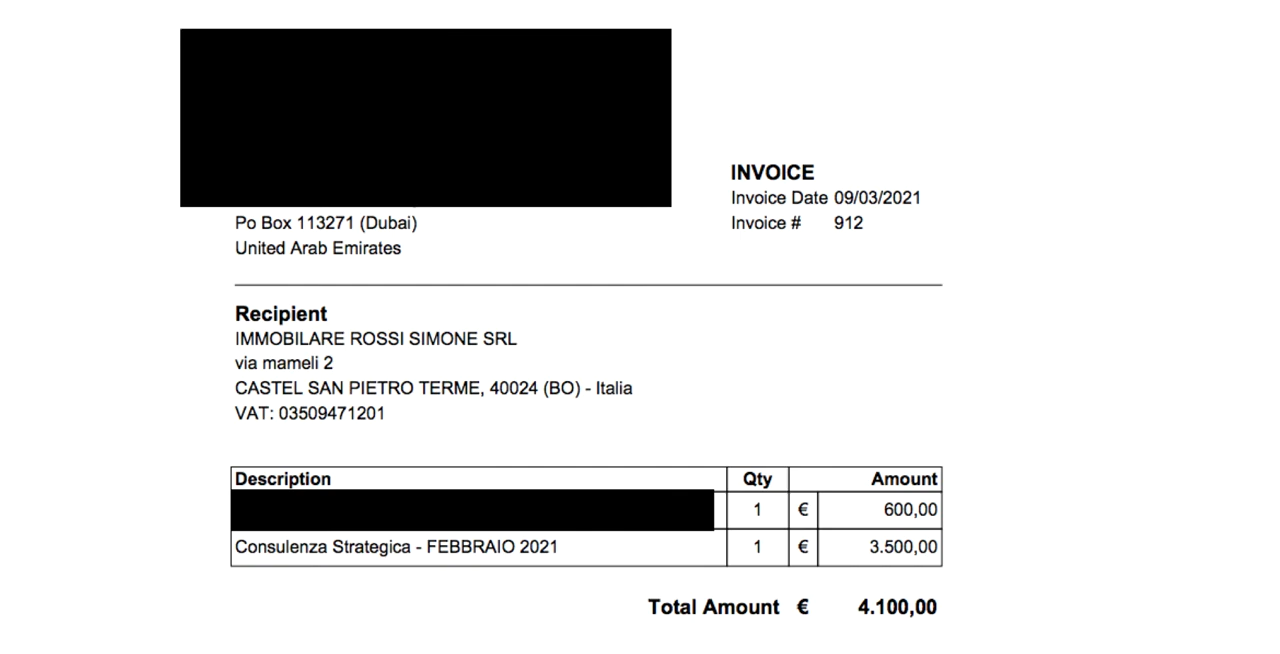 INVOICE
Invoice Date 09/03/2021
Po Box 113271 (Dubai)
Invoice # 912
United Arab Emirates
Recipient
IMMOBILARE ROSSI SIMONE SRL
via mameli 2
CASTEL SAN PIETRO TERME, 40024 (BO) - Italia
VAT: 03509471201
Description Qty Amount
1 € 600,00
Consulenza Strategica - FEBBRAIO 2021 1 € 3.500,00
Total Amount € 4.100,00